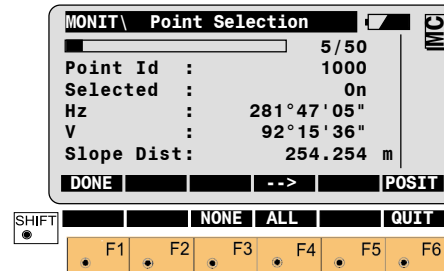 MONIT\ Point Selection MC
5/50
Point Id : 1000
Selected : On
Hz : 281°47'05"
V : 92°15'36"
Slope Dist: 254.254 m
DONE --> POSIT
SHIFT NONE ALL QUIT
F1 F2 F3 F4 F5 F6